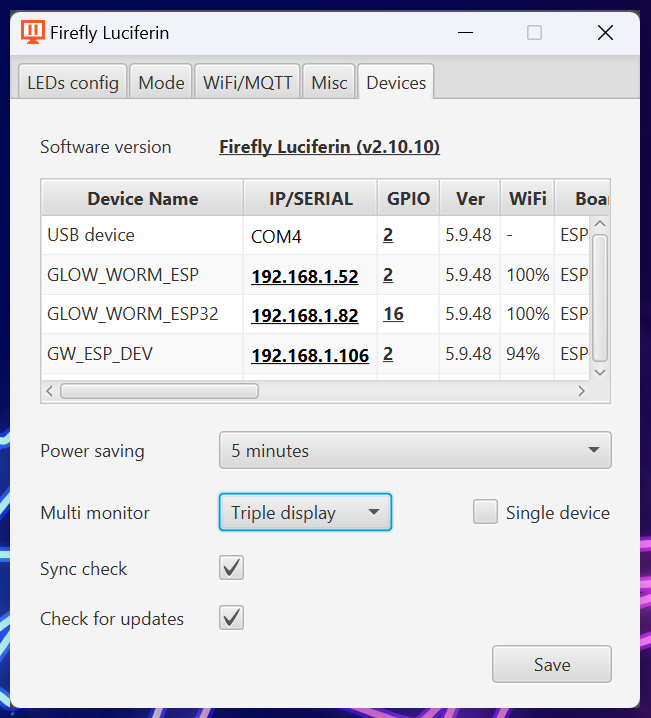 Firefly Luciferin
LEDs config Mode WiFi/MQTT Misc Devices
Software version Firefly Luciferin (v2.10.10)
Device Name IP/SERIAL GPIO Ver WiFi Boar
USB device COM4 2 5.9.48 - ESP
GLOW_WORM_ESP 192.168.1.52 2 5.9.48 100% ESP
GLOW_WORM_ESP32 192.168.1.82 16 5.9.48 100% ESP
GW_ESP_DEV 192.168.1.106 2 5.9.48 94% ESP
Power saving 5 minutes
Multi monitor Triple display Single device
Sync check
Check for updates
Save